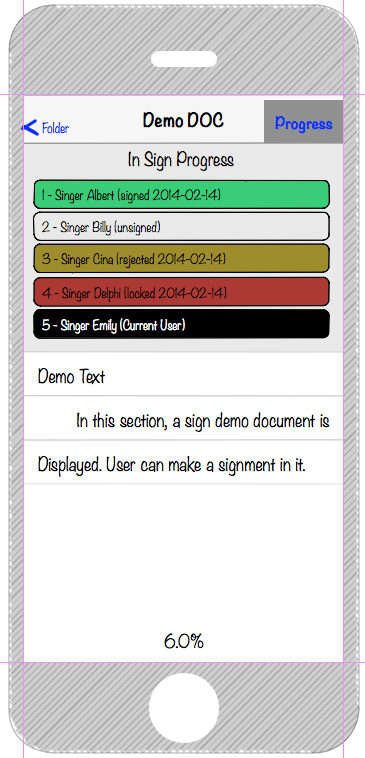 Folder
Demo DOC
Progress
In Sign Progress
1 - Singer Albert (signed 2014-02-14)
2 - Singer Billy (unsigned)
3 - Singer Cina (rejected 2014-02-14)
4 - Singer Delphi (locked 2014-02-14)
5 - Singer Emily (Current User)
Demo Text
In this section, a sign demo document is
Displayed. User can make a signment in it.
6.0%